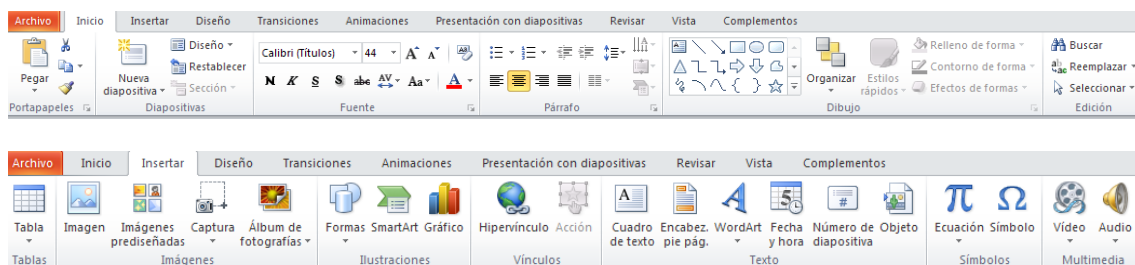 Archivo Inicio Insertar Diseño Transiciones Animaciones Presentación con diapositivas Revisar Vista Complementos
Pegar
Nueva diapositiva
Diseño
Restablecer
Sección
Calibri (Títulos) 44 A A
N K S S abc AV Aa A
Organizar
Estilos rápidos
Relleno de forma
Contorno de forma
Efectos de formas
Buscar
Reemplazar
Seleccionar
Portapapeles Diapositivas Fuente Párrafo Dibujo Edición
Archivo Inicio Insertar Diseño Transiciones Animaciones Presentación con diapositivas Revisar Vista Complementos
Tabla Imagen Imágenes Captura Álbum de Formas SmartArt Gráfico Hipervínculo Acción Cuadro Encabez. WordArt Fecha Número de Objeto Ecuación Símbolo Vídeo Audio
prediseñadas fotografías de texto pie pág. y hora diapositiva
Tablas Imágenes Ilustraciones Vínculos Texto Símbolos Multimedia